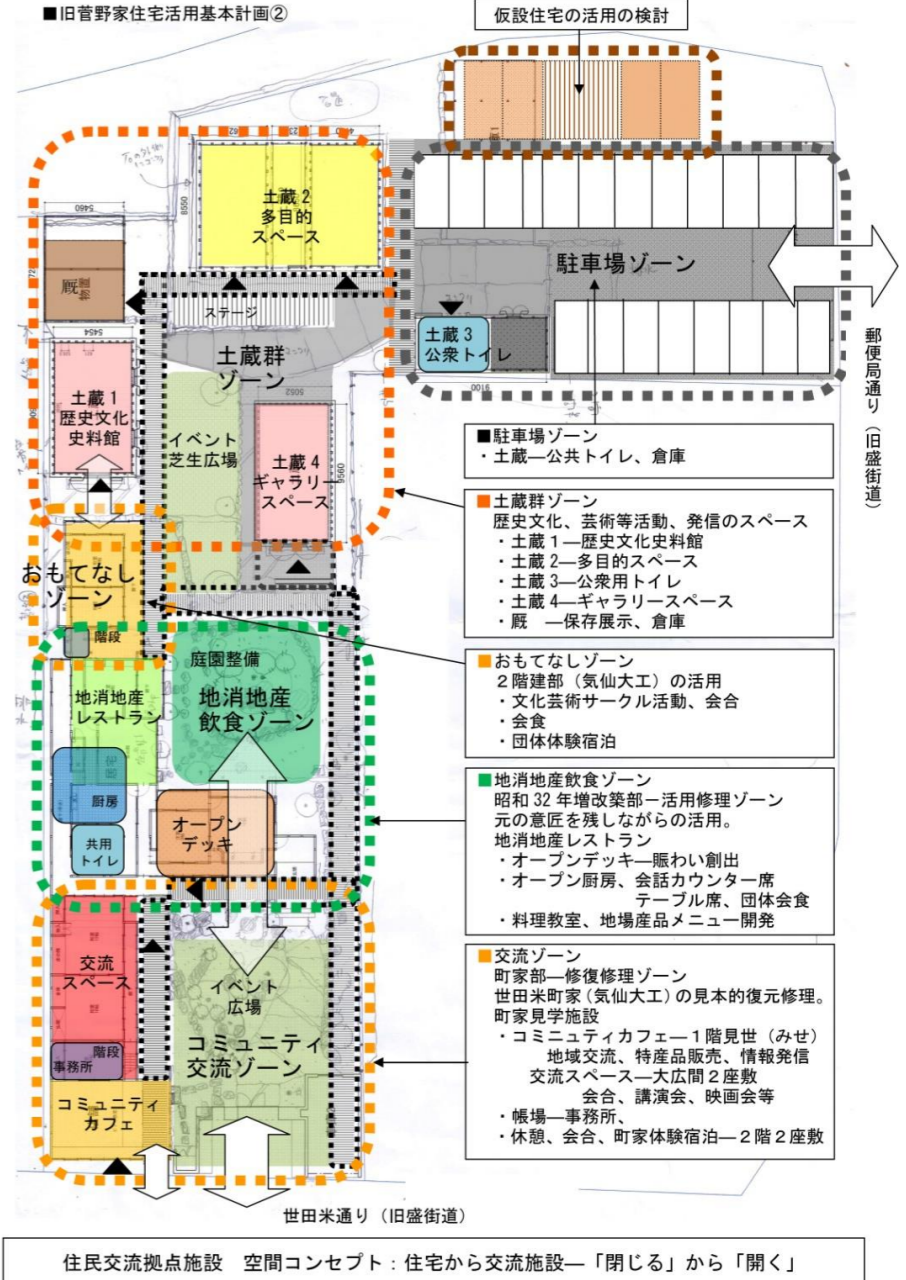 ■旧菅野家住宅活用基本計画②
仮設住宅の活用の検討
5460
8550
土蔵2
多目的
スペース
厩
物置
ステージ
5454
土蔵群
ゾーン
土蔵1
歴史文化
史料館
イベント
芝生広場
5052
土蔵4
ギャラリー
スペース
9560
駐車場ゾーン
土蔵3
公衆トイレ
9100
郵便局通り（旧盛街道）
■駐車場ゾーン
・土蔵―公共トイレ、倉庫
■土蔵群ゾーン
歴史文化、芸術等活動、発信のスペース
・土蔵1―歴史文化史料館
・土蔵2―多目的スペース
・土蔵3―公衆用トイレ
・土蔵4―ギャラリースペース
・厩　―保存展示、倉庫
おもてなし
ゾーン
階段
■おもてなしゾーン
２階建部（気仙大工）の活用
・文化芸術サークル活動、会合
・会食
・団体体験宿泊
庭園整備
地消地産
飲食ゾーン
地消地産
レストラン
厨房
共用
トイレ
オープン
デッキ
■地消地産飲食ゾーン
昭和32年増改築部－活用修理ゾーン
元の意匠を残しながらの活用。
地消地産レストラン
・オープンデッキ―賑わい創出
・オープン厨房、会話カウンター席
テーブル席、団体会食
・料理教室、地場産品メニュー開発
交流
スペース
階段
事務所
コミュニティ
カフェ
イベント
広場
コミュニティ
交流ゾーン
■交流ゾーン
町家部―修復修理ゾーン
世田米町家（気仙大工）の見本的復元修理。
町家見学施設
・コミニュティカフェ―１階見世（みせ）
地域交流、特産品販売、情報発信
交流スペース―大広間２座敷
会合、講演会、映画会等
・帳場―事務所、
・休憩、会合、町家体験宿泊―２階２座敷
世田米通り（旧盛街道）
住民交流拠点施設　空間コンセプト：住宅から交流施設―「閉じる」から「開く」